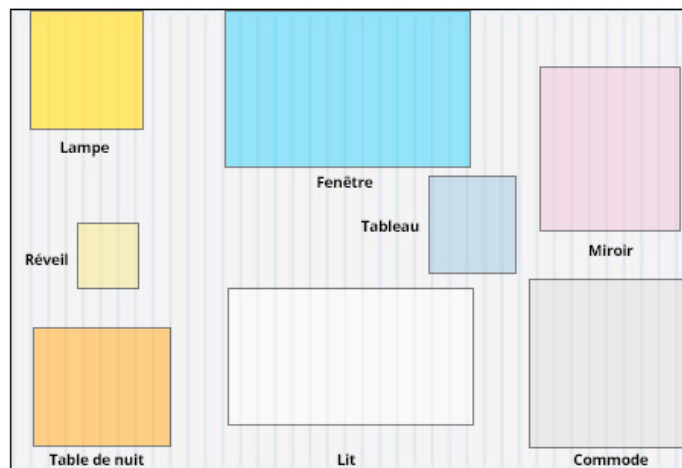 Lampe
Fenêtre
Tableau
Miroir
Réveil
Table de nuit
Lit
Commode